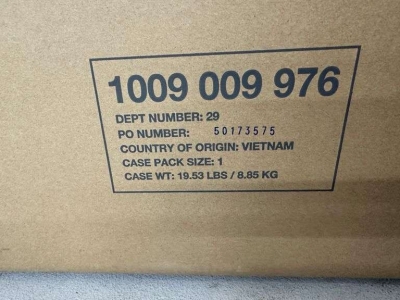 1009 009 976
DEPT NUMBER: 29
PO NUMBER: 50173575
COUNTRY OF ORIGIN: VIETNAM
CASE PACK SIZE: 1
CASE WT: 19.53 LBS / 8.85 KG